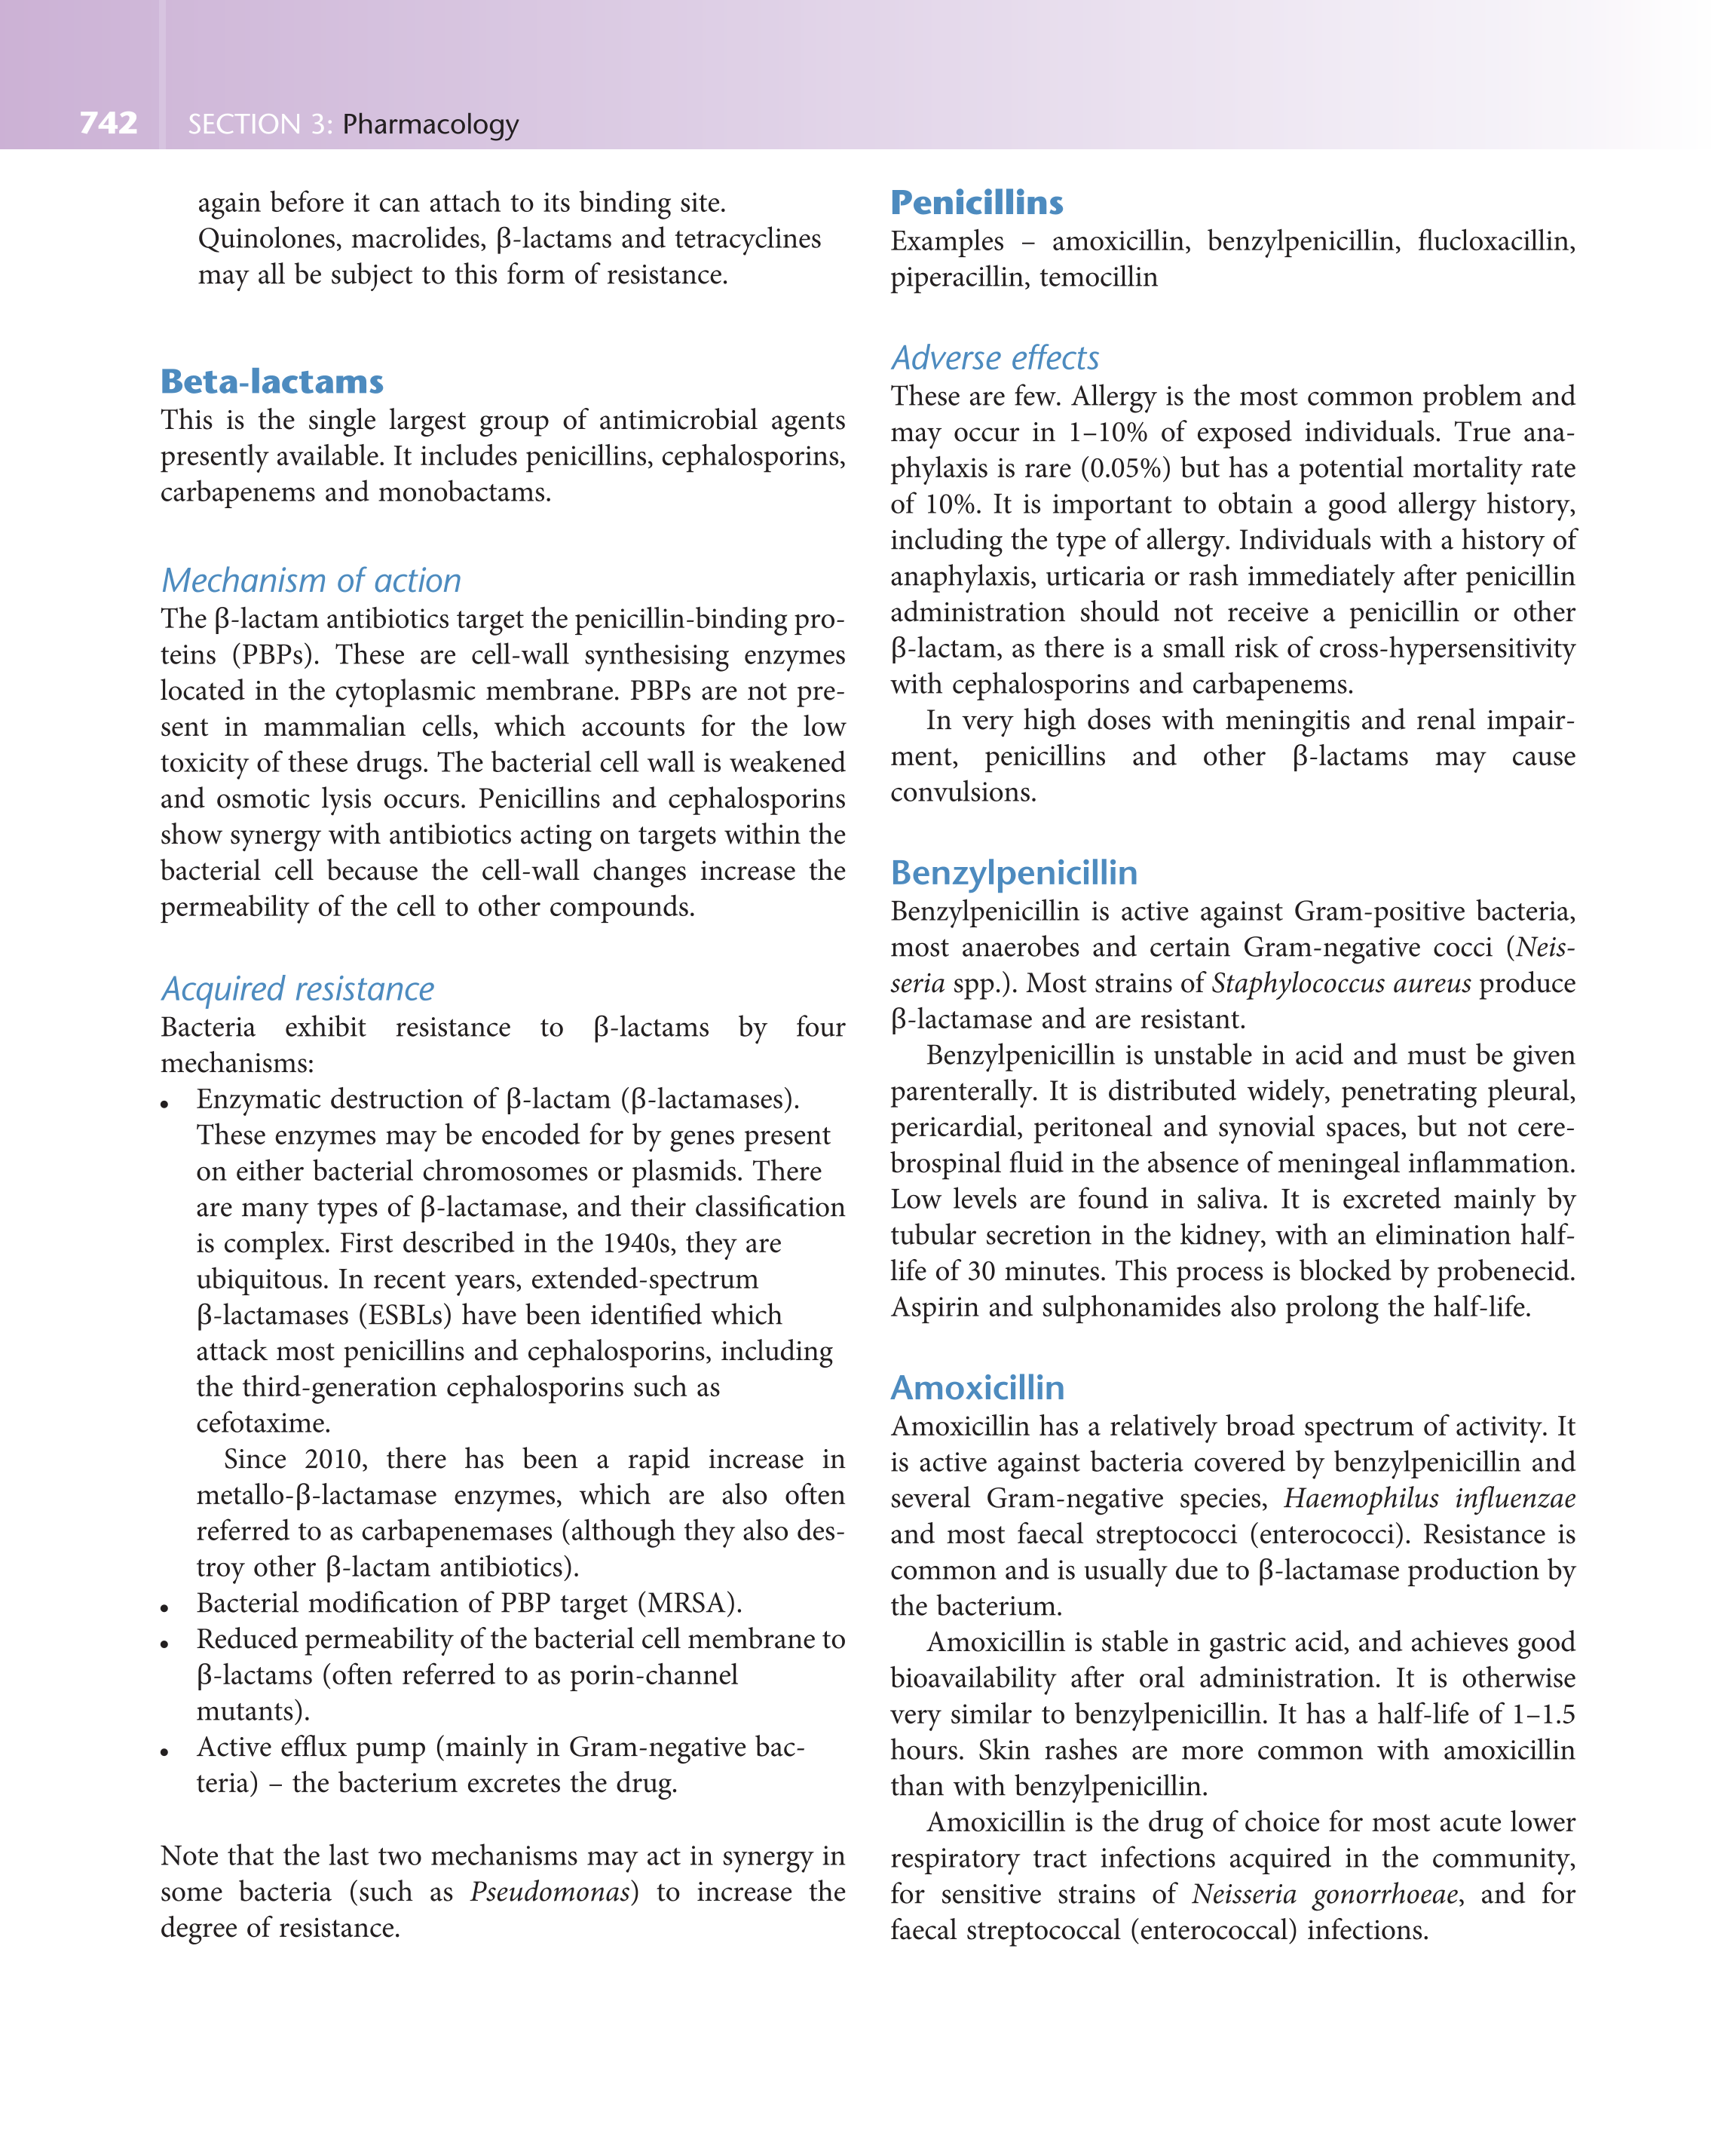 742 SECTION 3: Pharmacology
again before it can attach to its binding site.
Quinolones, macrolides, β-lactams and tetracyclines
may all be subject to this form of resistance.
Beta-lactams
This is the single largest group of antimicrobial agents
presently available. It includes penicillins, cephalosporins,
carbapenems and monobactams.
Mechanism of action
The β-lactam antibiotics target the penicillin-binding pro-
teins (PBPs). These are cell-wall synthesising enzymes
located in the cytoplasmic membrane. PBPs are not pre-
sent in mammalian cells, which accounts for the low
toxicity of these drugs. The bacterial cell wall is weakened
and osmotic lysis occurs. Penicillins and cephalosporins
show synergy with antibiotics acting on targets within the
bacterial cell because the cell-wall changes increase the
permeability of the cell to other compounds.
Acquired resistance
Bacteria exhibit resistance to β-lactams by four
mechanisms:
• Enzymatic destruction of β-lactam (β-lactamases).
These enzymes may be encoded for by genes present
on either bacterial chromosomes or plasmids. There
are many types of β-lactamase, and their classification
is complex. First described in the 1940s, they are
ubiquitous. In recent years, extended-spectrum
β-lactamases (ESBLs) have been identified which
attack most penicillins and cephalosporins, including
the third-generation cephalosporins such as
cefotaxime.
Since 2010, there has been a rapid increase in
metallo-β-lactamase enzymes, which are also often
referred to as carbapenemases (although they also des-
troy other β-lactam antibiotics).
• Bacterial modification of PBP target (MRSA).
• Reduced permeability of the bacterial cell membrane to
β-lactams (often referred to as porin-channel
mutants).
• Active efflux pump (mainly in Gram-negative bac-
teria) – the bacterium excretes the drug.
Note that the last two mechanisms may act in synergy in
some bacteria (such as Pseudomonas) to increase the
degree of resistance.
Penicillins
Examples – amoxicillin, benzylpenicillin, flucloxacillin,
piperacillin, temocillin
Adverse effects
These are few. Allergy is the most common problem and
may occur in 1–10% of exposed individuals. True ana-
phylaxis is rare (0.05%) but has a potential mortality rate
of 10%. It is important to obtain a good allergy history,
including the type of allergy. Individuals with a history of
anaphylaxis, urticaria or rash immediately after penicillin
administration should not receive a penicillin or other
β-lactam, as there is a small risk of cross-hypersensitivity
with cephalosporins and carbapenems.
In very high doses with meningitis and renal impair-
ment, penicillins and other β-lactams may cause
convulsions.
Benzylpenicillin
Benzylpenicillin is active against Gram-positive bacteria,
most anaerobes and certain Gram-negative cocci (Neis-
seria spp.). Most strains of Staphylococcus aureus produce
β-lactamase and are resistant.
Benzylpenicillin is unstable in acid and must be given
parenterally. It is distributed widely, penetrating pleural,
pericardial, peritoneal and synovial spaces, but not cere-
brospinal fluid in the absence of meningeal inflammation.
Low levels are found in saliva. It is excreted mainly by
tubular secretion in the kidney, with an elimination half-
life of 30 minutes. This process is blocked by probenecid.
Aspirin and sulphonamides also prolong the half-life.
Amoxicillin
Amoxicillin has a relatively broad spectrum of activity. It
is active against bacteria covered by benzylpenicillin and
several Gram-negative species, Haemophilus influenzae
and most faecal streptococci (enterococci). Resistance is
common and is usually due to β-lactamase production by
the bacterium.
Amoxicillin is stable in gastric acid, and achieves good
bioavailability after oral administration. It is otherwise
very similar to benzylpenicillin. It has a half-life of 1–1.5
hours. Skin rashes are more common with amoxicillin
than with benzylpenicillin.
Amoxicillin is the drug of choice for most acute lower
respiratory tract infections acquired in the community,
for sensitive strains of Neisseria gonorrhoeae, and for
faecal streptococcal (enterococcal) infections.